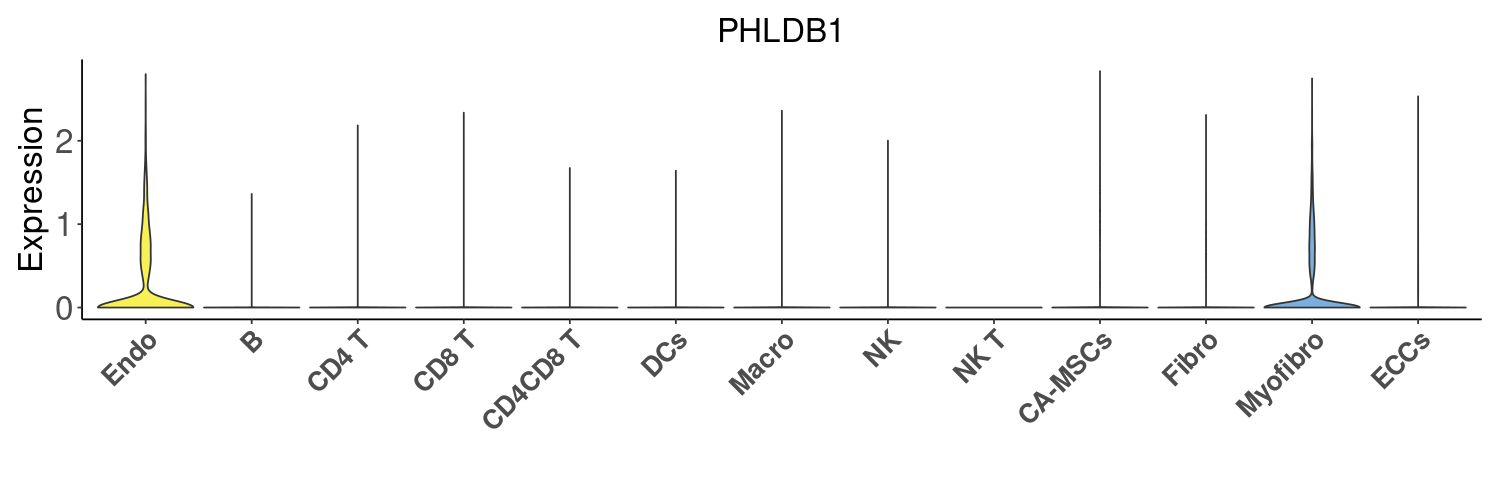 PHLDB1
Expression
2
1
0
Endo
B
CD4 T
CD8 T
CD4CD8 T
DCs
Macro
NK
NK T
CA-MSCs
Fibro
Myofibro
ECCs